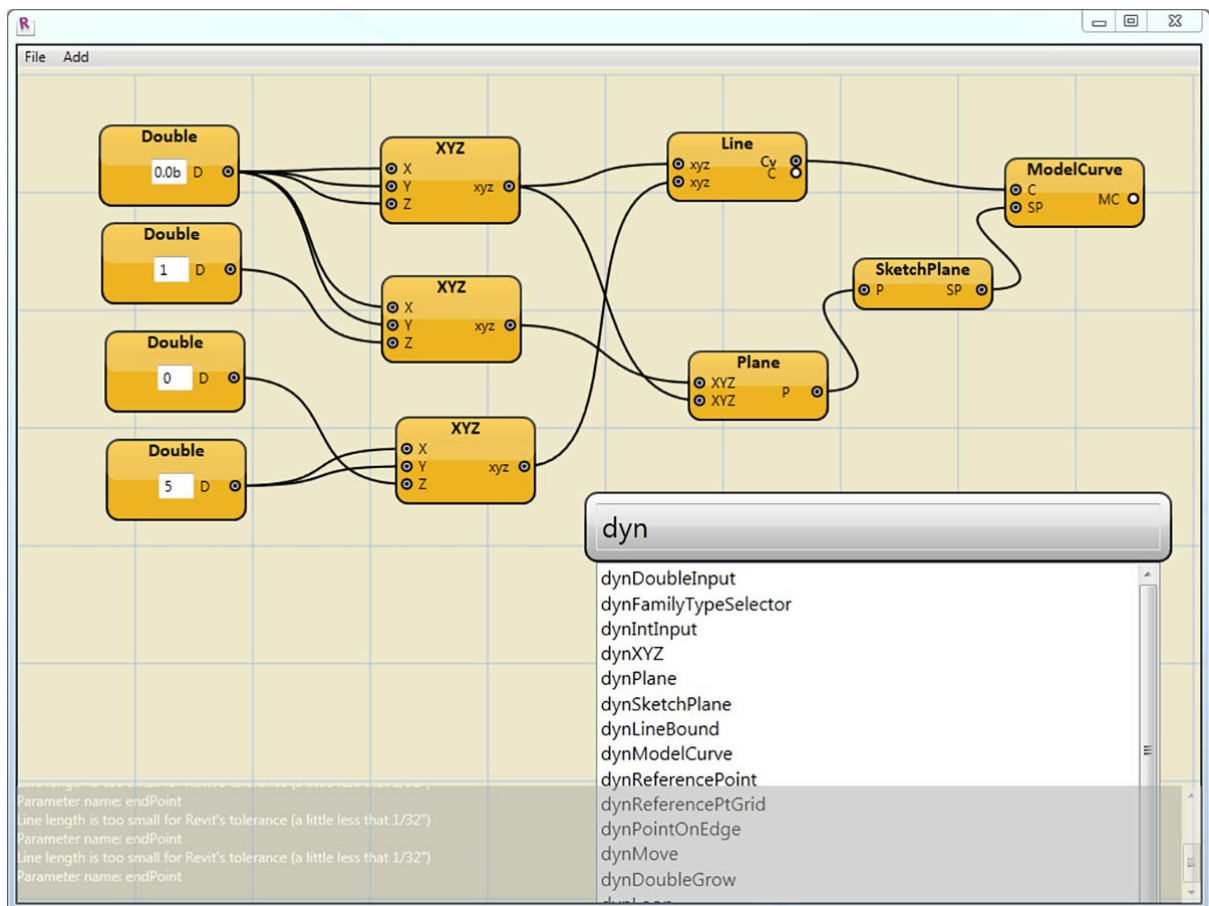 R
File Add
Double
0.0b D
Double
1 D
Double
0 D
Double
5 D
XYZ
X
Y xyz
Z
XYZ
X
Y xyz
Z
XYZ
X
Y xyz
Z
Line
xyz Cv
xyz C
Plane
XYZ
XYZ P
SketchPlane
P SP
ModelCurve
C MC
SP
dyn
dynDoubleInput
dynFamilyTypeSelector
dynIntInput
dynXYZ
dynPlane
dynSketchPlane
dynLineBound
dynModelCurve
dynReferencePoint
dynReferencePtGrid
dynPointOnEdge
dynMove
dynDoubleGrow
Parameter name: endPoint
Line length is too small for Revit's tolerance (a little less that 1/32")
Parameter name: endPoint
Line length is too small for Revit's tolerance (a little less that 1/32")
Parameter name: endPoint